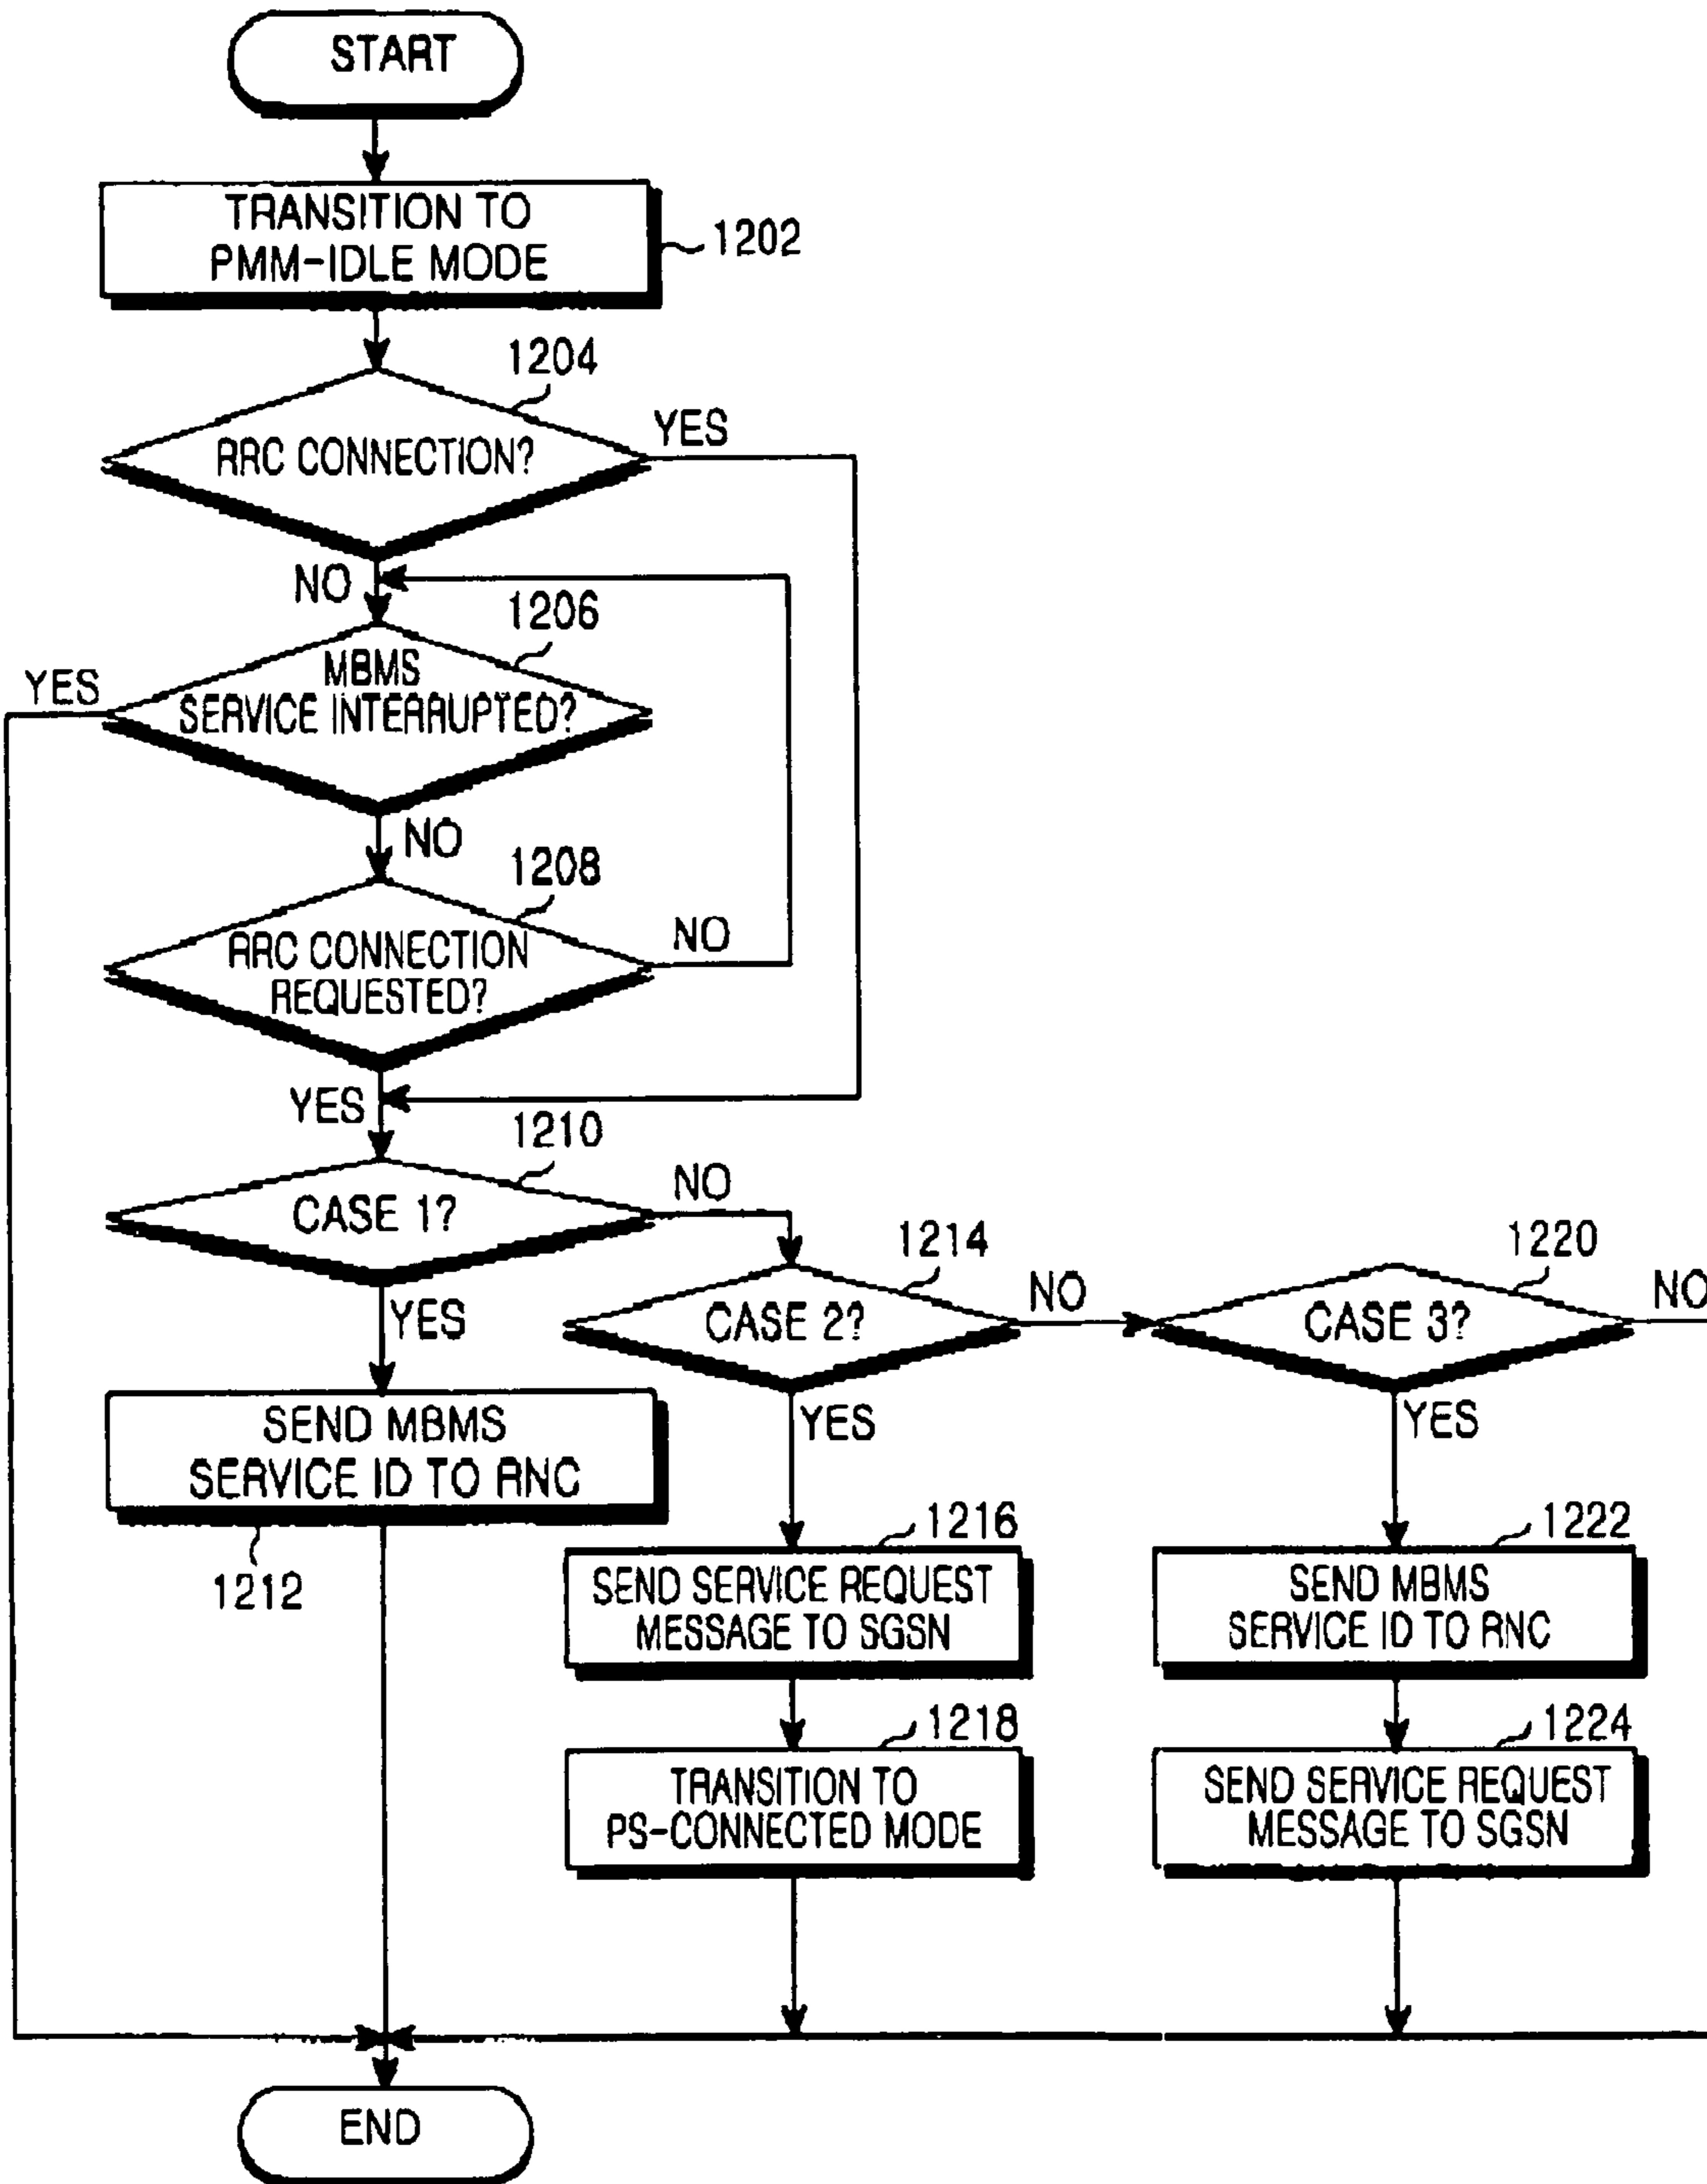 START
TRANSITION TO
PMM-IDLE MODE
1202
1204
RRC CONNECTION?
YES
NO
1206
MBMS
SERVICE INTERRUPTED?
YES
NO
1208
RRC CONNECTION
REQUESTED?
NO
YES
1210
CASE 1?
NO
YES
1214
CASE 2?
NO
1220
CASE 3?
NO
SEND MBMS
SERVICE ID TO RNC
1212
YES
YES
1216
SEND SERVICE REQUEST
MESSAGE TO SGSN
1222
SEND MBMS
SERVICE ID TO RNC
1218
TRANSITION TO
PS-CONNECTED MODE
1224
SEND SERVICE REQUEST
MESSAGE TO SGSN
END